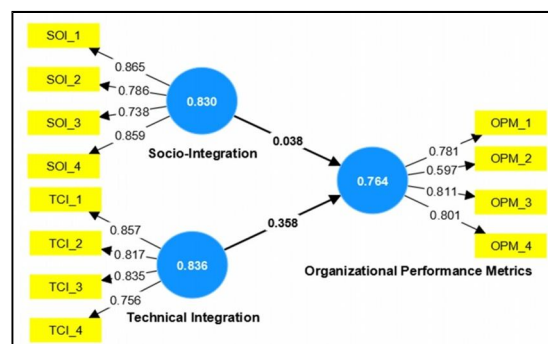 SOI_1
0.865
SOI_2
0.786
0.830
SOI_3
0.738
0.859
SOI_4
Socio-Integration
0.038
TCI_1
0.857
TCI_2
0.817
0.358
TCI_3
0.835
0.836
0.756
TCI_4
Technical Integration
0.764
Organizational Performance Metrics
OPM_1
0.781
OPM_2
0.597
0.811
OPM_3
0.801
OPM_4